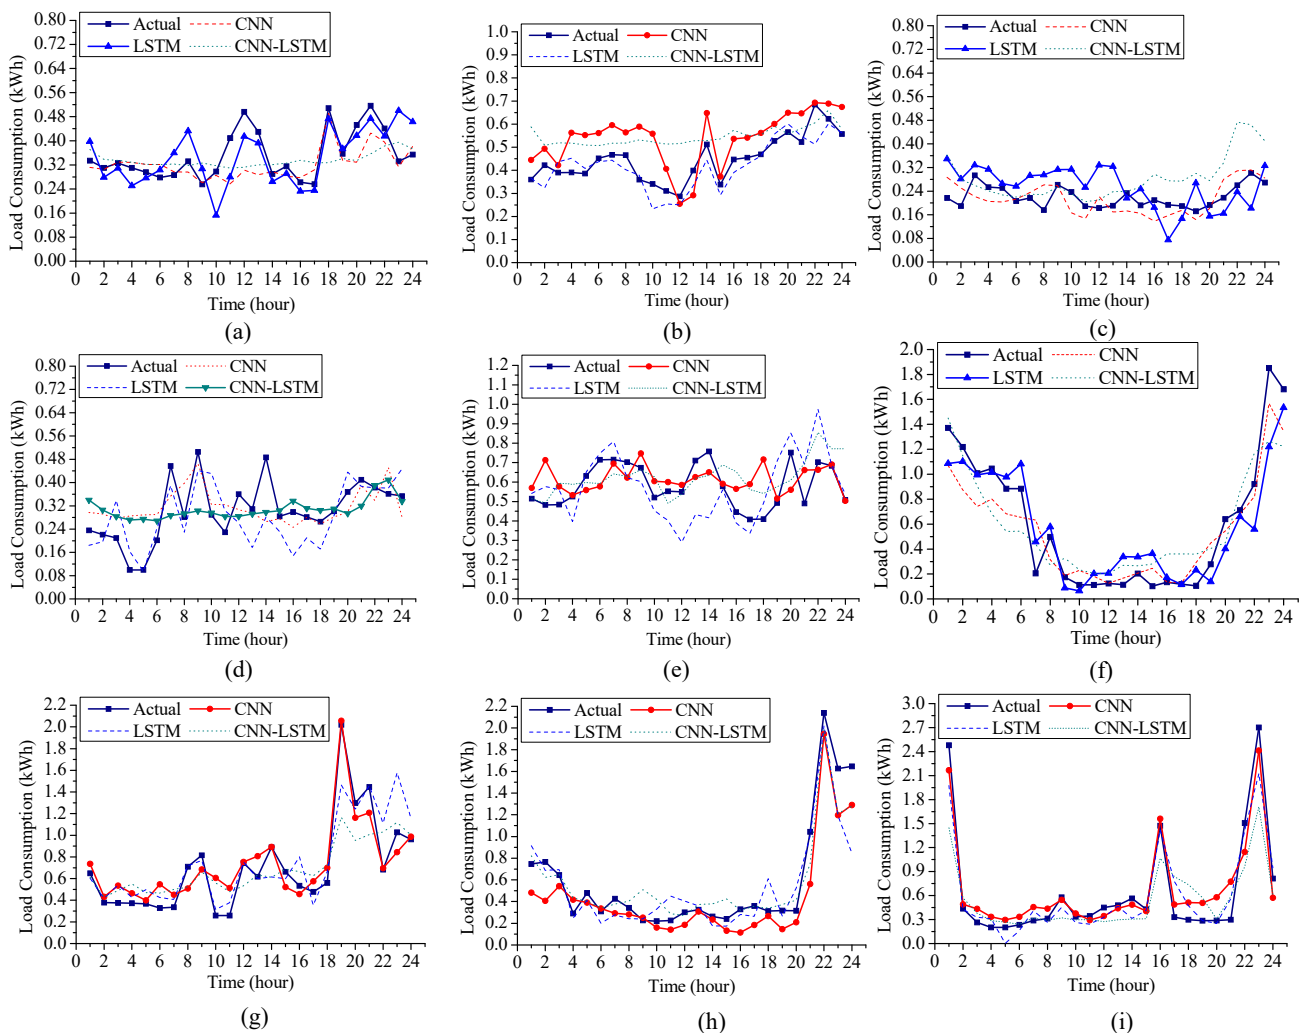 Actual CNN
LSTM CNN-LSTM
Load Consumption (kWh)
0.80
0.72
0.64
0.56
0.48
0.40
0.32
0.24
0.16
0.08
0.00
0 2 4 6 8 10 12 14 16 18 20 22 24
Time (hour)
(a)
Actual CNN
LSTM CNN-LSTM
Load Consumption (kWh)
1.0
0.9
0.8
0.7
0.6
0.5
0.4
0.3
0.2
0.1
0.0
0 2 4 6 8 10 12 14 16 18 20 22 24
Time (hour)
(b)
Actual CNN
LSTM CNN-LSTM
Load Consumption (kWh)
0.80
0.72
0.64
0.56
0.48
0.40
0.32
0.24
0.16
0.08
0.00
0 2 4 6 8 10 12 14 16 18 20 22 24
Time (hour)
(c)
Actual CNN
LSTM CNN-LSTM
Load Consumption (kWh)
0.80
0.72
0.64
0.56
0.48
0.40
0.32
0.24
0.16
0.08
0.00
0 2 4 6 8 10 12 14 16 18 20 22 24
Time (hour)
(d)
Actual CNN
LSTM CNN-LSTM
Load Consumption (kWh)
1.2
1.1
1.0
0.9
0.8
0.7
0.6
0.5
0.4
0.3
0.2
0.1
0.0
0 2 4 6 8 10 12 14 16 18 20 22 24
Time (hour)
(e)
Actual CNN
LSTM CNN-LSTM
Load Consumption (kWh)
2.0
1.8
1.6
1.4
1.2
1.0
0.8
0.6
0.4
0.2
0.0
0 2 4 6 8 10 12 14 16 18 20 22 24
Time (hour)
(f)
Actual CNN
LSTM CNN-LSTM
Load Consumption (kWh)
2.2
2.0
1.8
1.6
1.4
1.2
1.0
0.8
0.6
0.4
0.2
0.0
0 2 4 6 8 10 12 14 16 18 20 22 24
Time (hour)
(g)
Actual CNN
LSTM CNN-LSTM
Load Consumption (kWh)
2.2
2.0
1.8
1.6
1.4
1.2
1.0
0.8
0.6
0.4
0.2
0.0
0 2 4 6 8 10 12 14 16 18 20 22 24
Time (hour)
(h)
Actual CNN
LSTM CNN-LSTM
Load Consumption (kWh)
3.0
2.7
2.4
2.1
1.8
1.5
1.2
0.9
0.6
0.3
0.0
0 2 4 6 8 10 12 14 16 18 20 22 24
Time (hour)
(i)